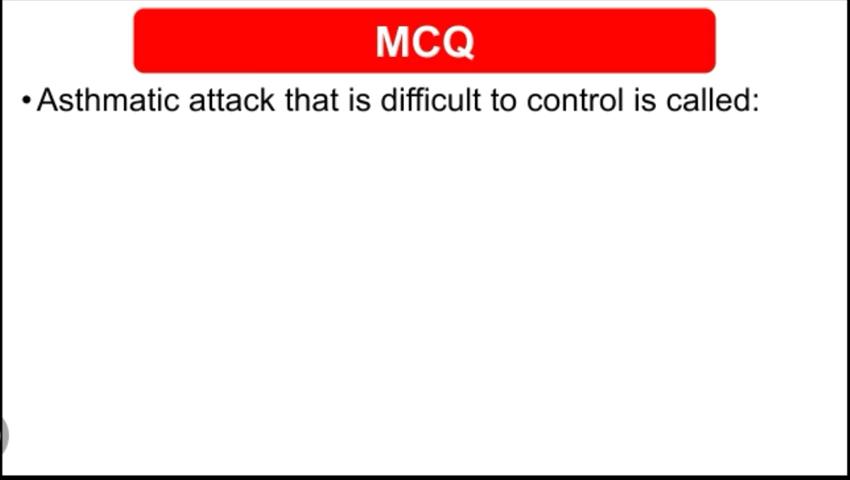 MCQ
• Asthmatic attack that is difficult to control is called: